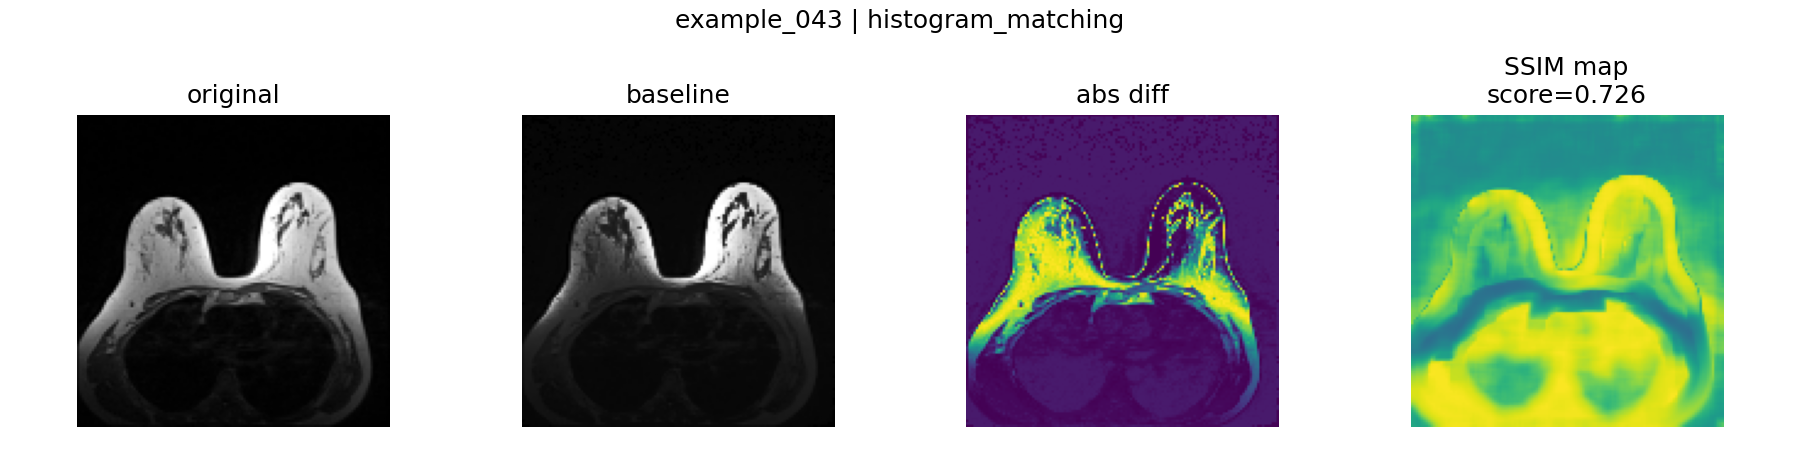 example_043 | histogram_matching
original
baseline
abs diff
SSIM map
score=0.726